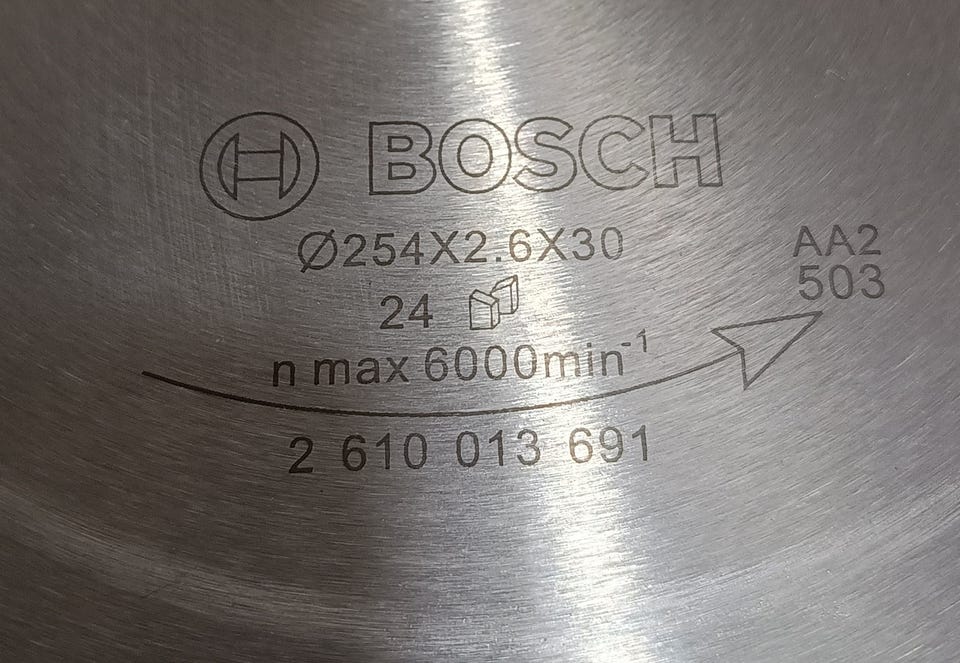 BOSCH
Ø254X2.6X30
24
n max 6000min⁻¹
2 610 013 691
AA2
503